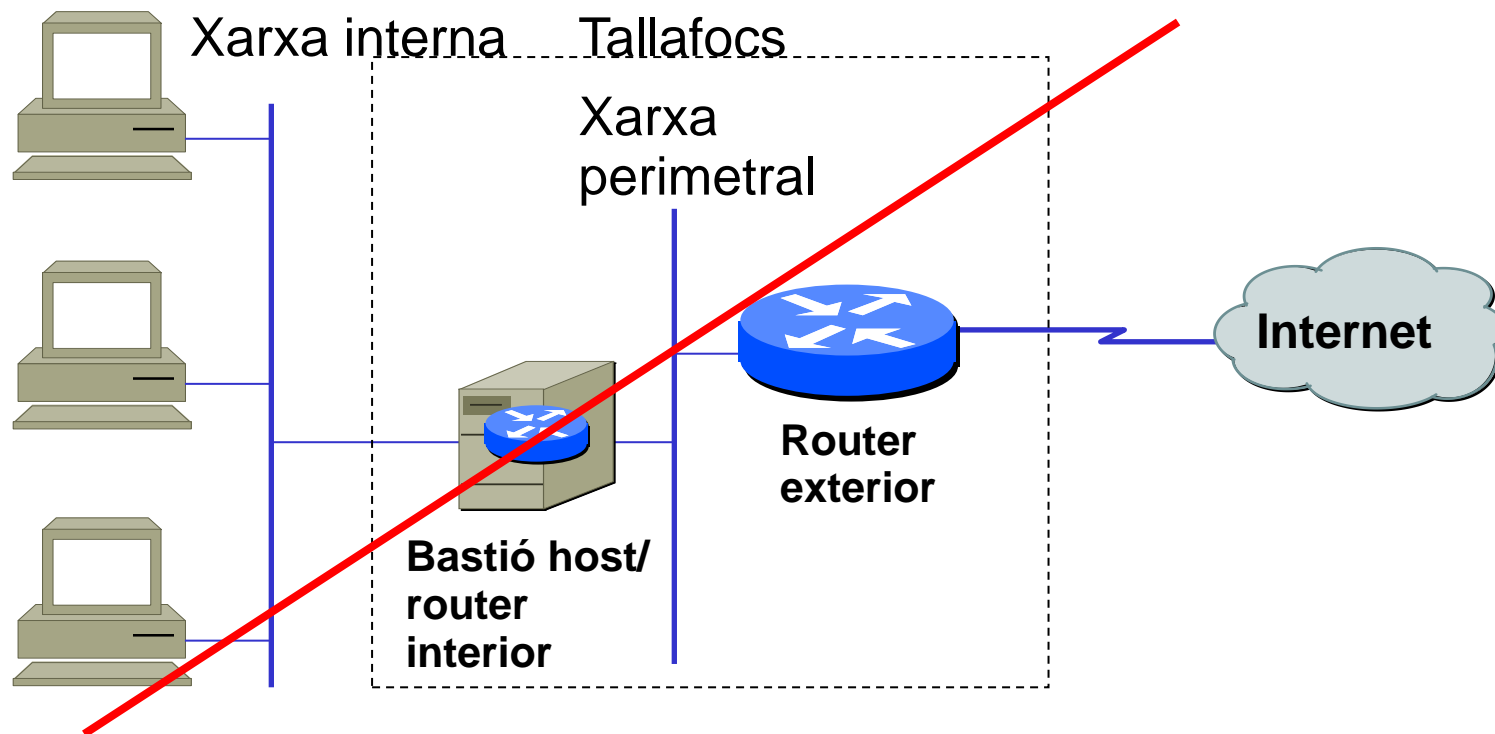 Xarxa interna
Tallafocs
Xarxa
perimetral
Internet
Router
exterior
Bastió host/
router
interior